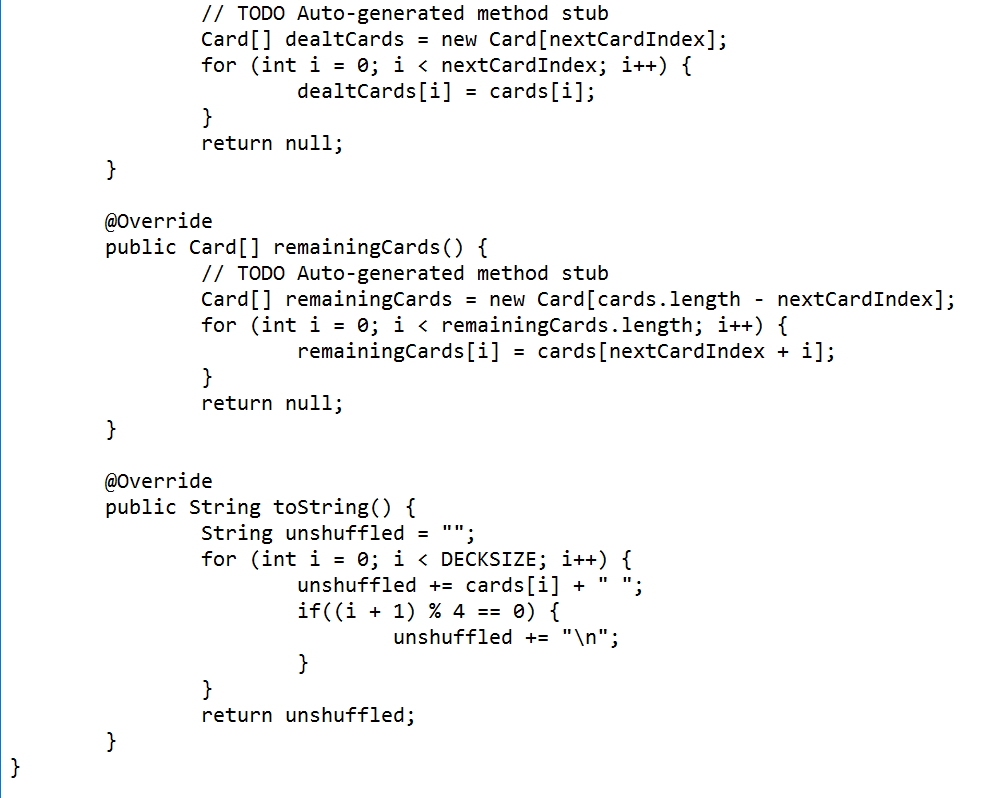 // TODO Auto-generated method stub
Card[] dealtCards = new Card[nextCardIndex];
for (int i = 0; i < nextCardIndex; i++) {
dealtCards[i] = cards[i];
}
return null;
}
@Override
public Card[] remainingCards() {
// TODO Auto-generated method stub
Card[] remainingCards = new Card[cards.length - nextCardIndex];
for (int i = 0; i < remainingCards.length; i++) {
remainingCards[i] = cards[nextCardIndex + i];
}
return null;
}
@Override
public String toString() {
String unshuffled = "";
for (int i = 0; i < DECKSIZE; i++) {
unshuffled += cards[i] + " ";
if((i + 1) % 4 == 0) {
unshuffled += "\n";
}
}
return unshuffled;
}
}